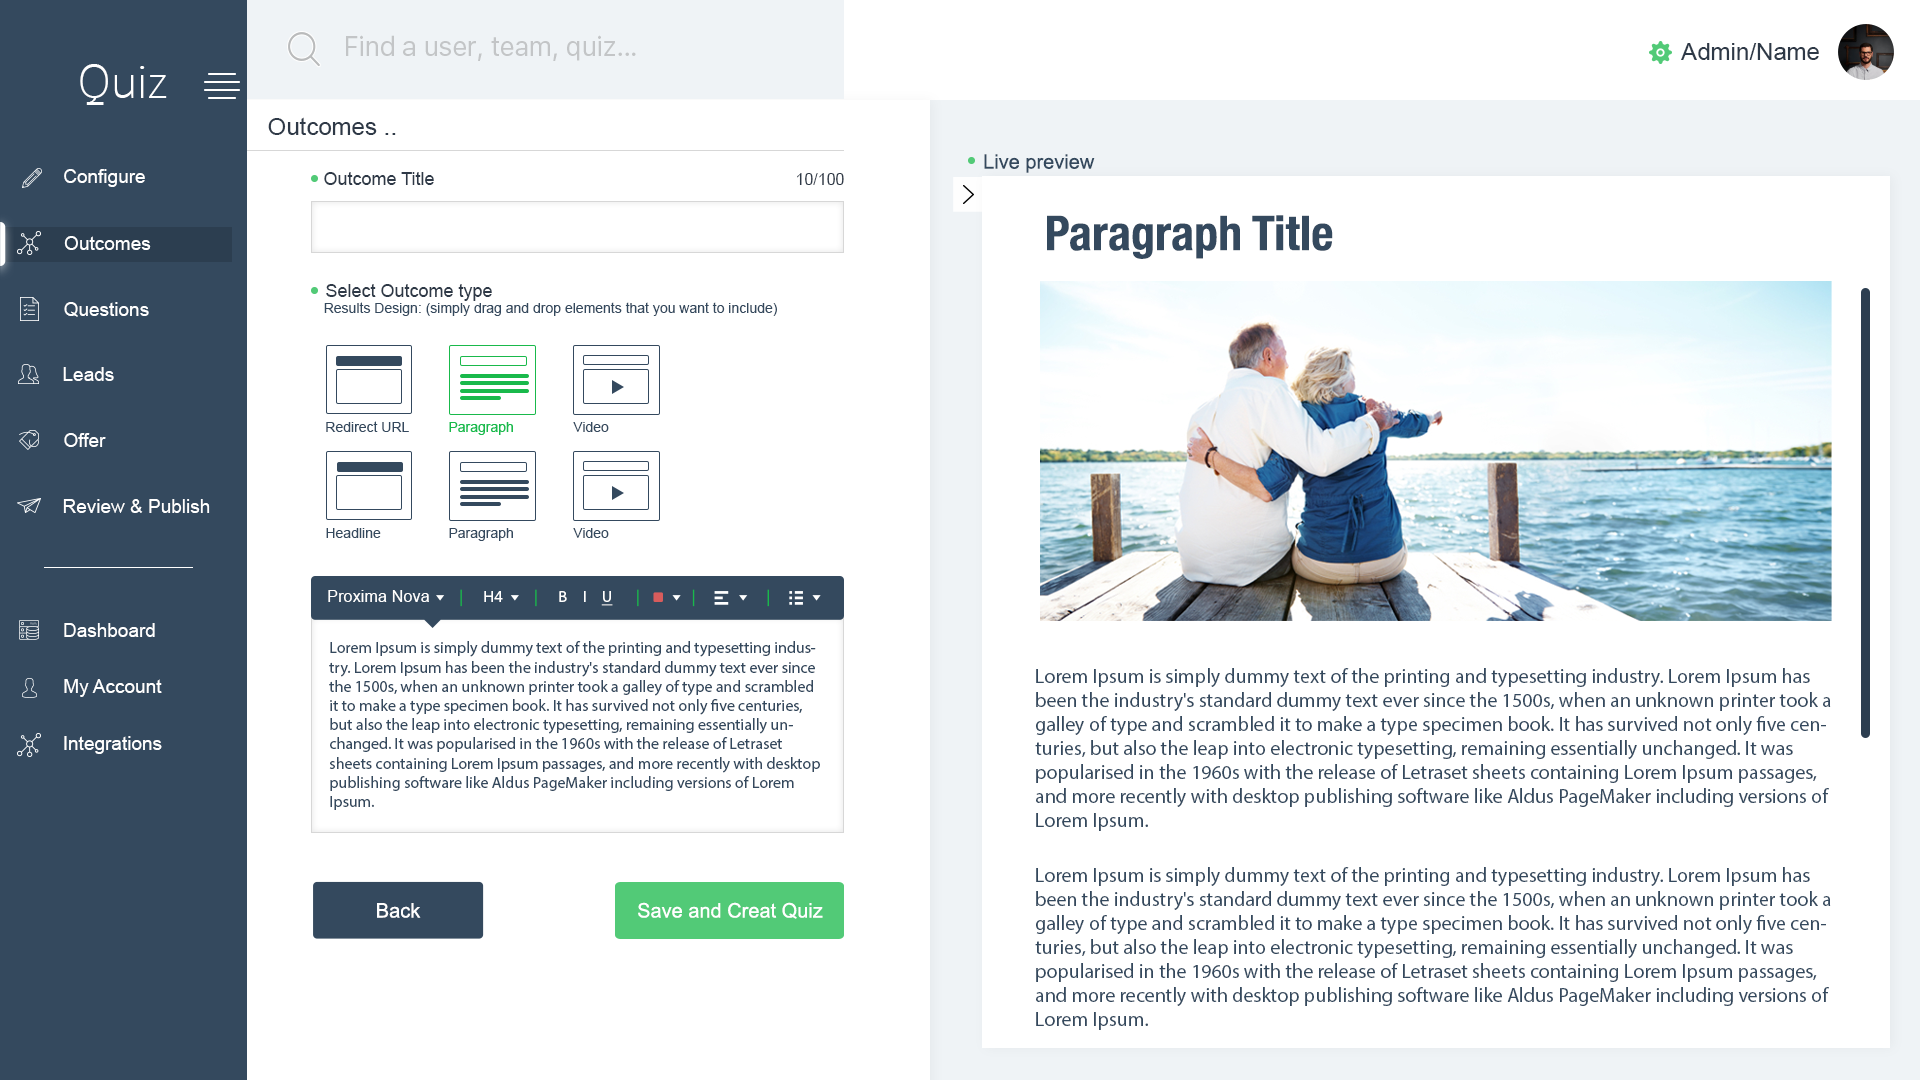 Quiz
Configure
Outcomes
Questions
Leads
Offer
Review & Publish
Dashboard
My Account
Integrations
Find a user, team, quiz...
Admin/Name
Outcomes ..
Outcome Title
10/100
Select Outcome type
Results Design: (simply drag and drop elements that you want to include)
Redirect URL
Paragraph
Video
Headline
Paragraph
Video
Proxima Nova
H4
B I U
Lorem Ipsum is simply dummy text of the printing and typesetting indus-
try. Lorem Ipsum has been the industry's standard dummy text ever since
the 1500s, when an unknown printer took a galley of type and scrambled
it to make a type specimen book. It has survived not only five centuries,
but also the leap into electronic typesetting, remaining essentially un-
changed. It was popularised in the 1960s with the release of Letraset
sheets containing Lorem Ipsum passages, and more recently with desktop
publishing software like Aldus PageMaker including versions of Lorem
Ipsum.
Back
Save and Creat Quiz
Live preview
Paragraph Title
Lorem Ipsum is simply dummy text of the printing and typesetting industry. Lorem Ipsum has
been the industry's standard dummy text ever since the 1500s, when an unknown printer took a
galley of type and scrambled it to make a type specimen book. It has survived not only five cen-
turies, but also the leap into electronic typesetting, remaining essentially unchanged. It was
popularised in the 1960s with the release of Letraset sheets containing Lorem Ipsum passages,
and more recently with desktop publishing software like Aldus PageMaker including versions of
Lorem Ipsum.
Lorem Ipsum is simply dummy text of the printing and typesetting industry. Lorem Ipsum has
been the industry's standard dummy text ever since the 1500s, when an unknown printer took a
galley of type and scrambled it to make a type specimen book. It has survived not only five cen-
turies, but also the leap into electronic typesetting, remaining essentially unchanged. It was
popularised in the 1960s with the release of Letraset sheets containing Lorem Ipsum passages,
and more recently with desktop publishing software like Aldus PageMaker including versions of
Lorem Ipsum.